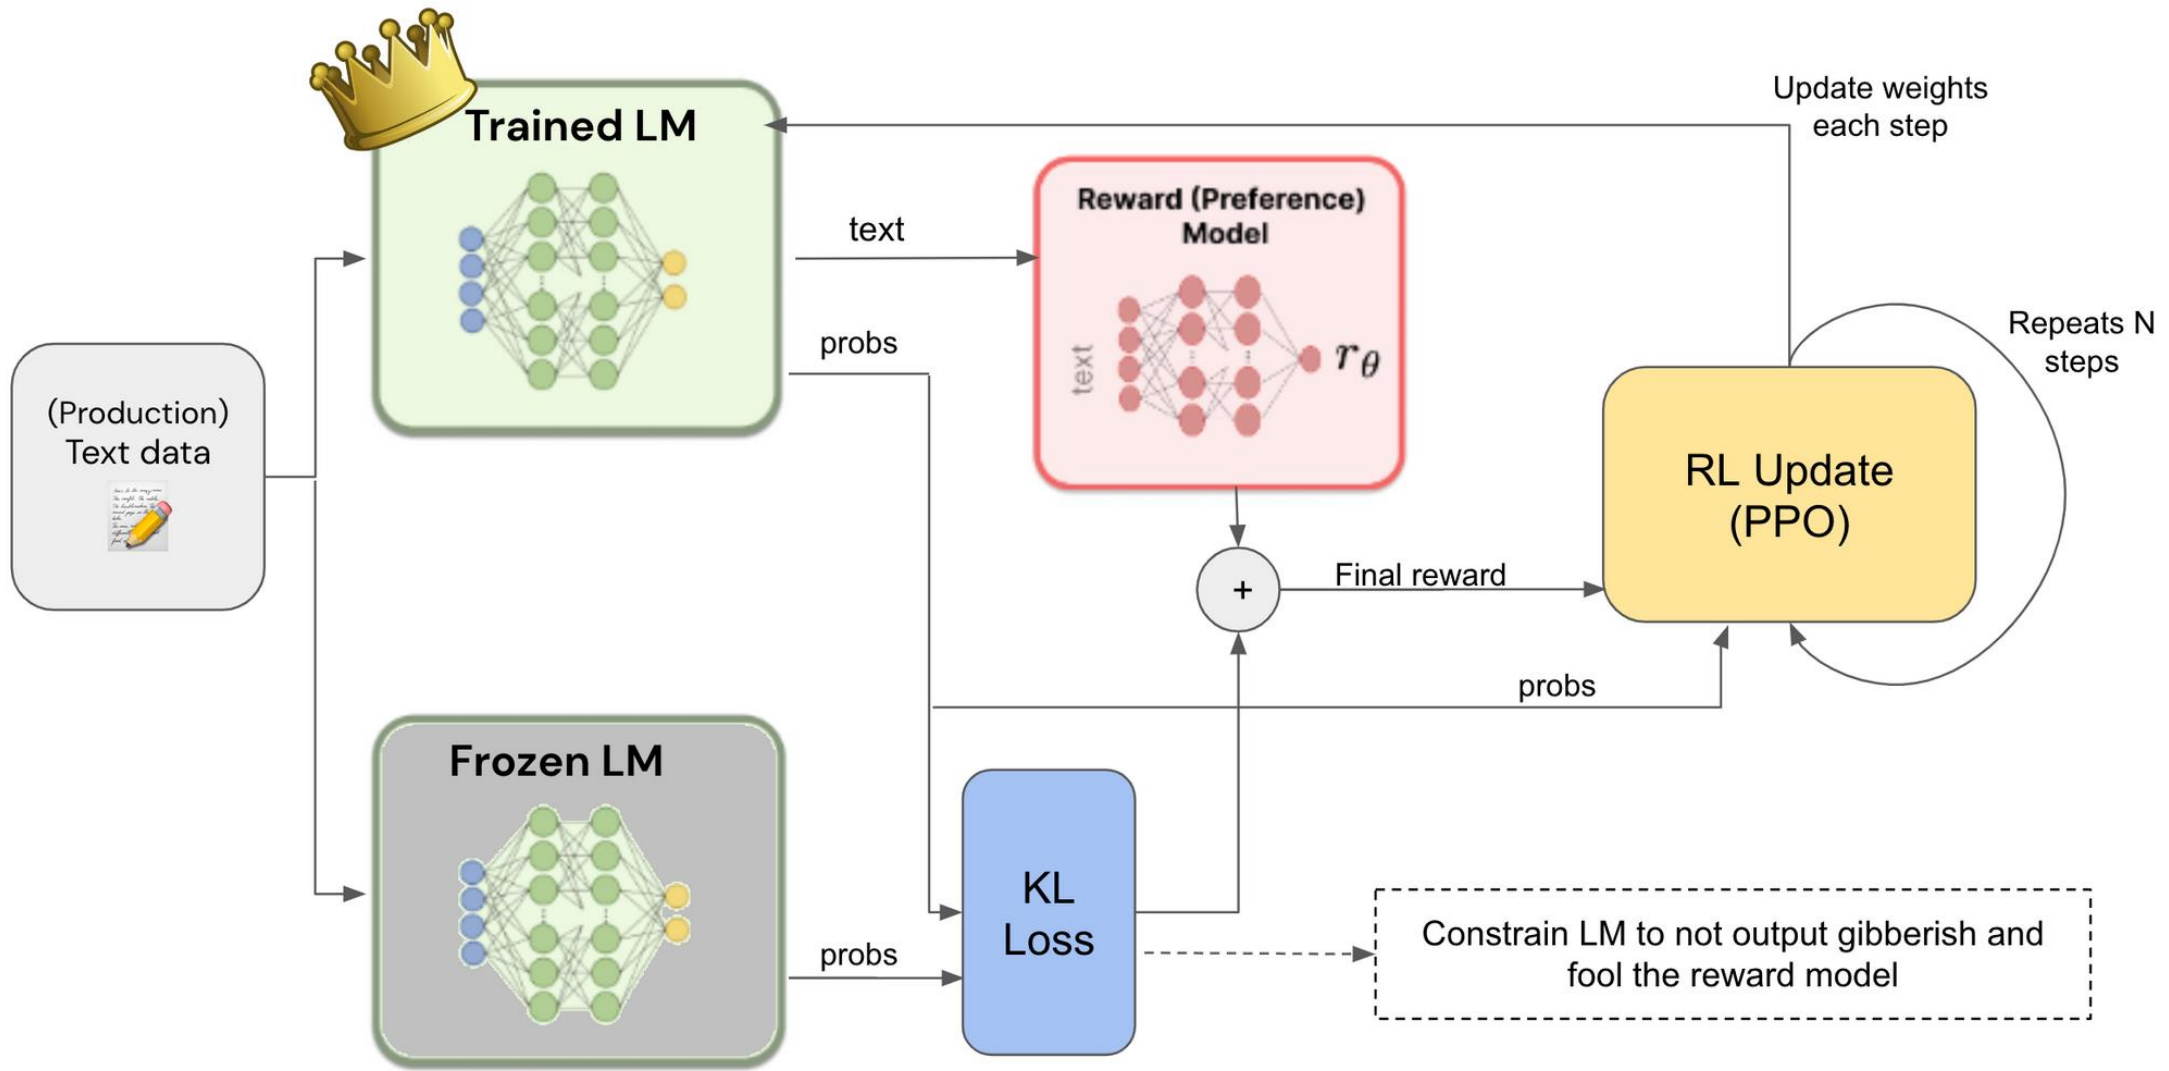 Trained LM
Update weights
each step
Reward (Preference)
Model
text
probs
text
r θ
Repeats N
steps
(Production)
Text data
RL Update
(PPO)
+
Final reward
probs
Frozen LM
KL
Loss
probs
Constrain LM to not output gibberish and
fool the reward model